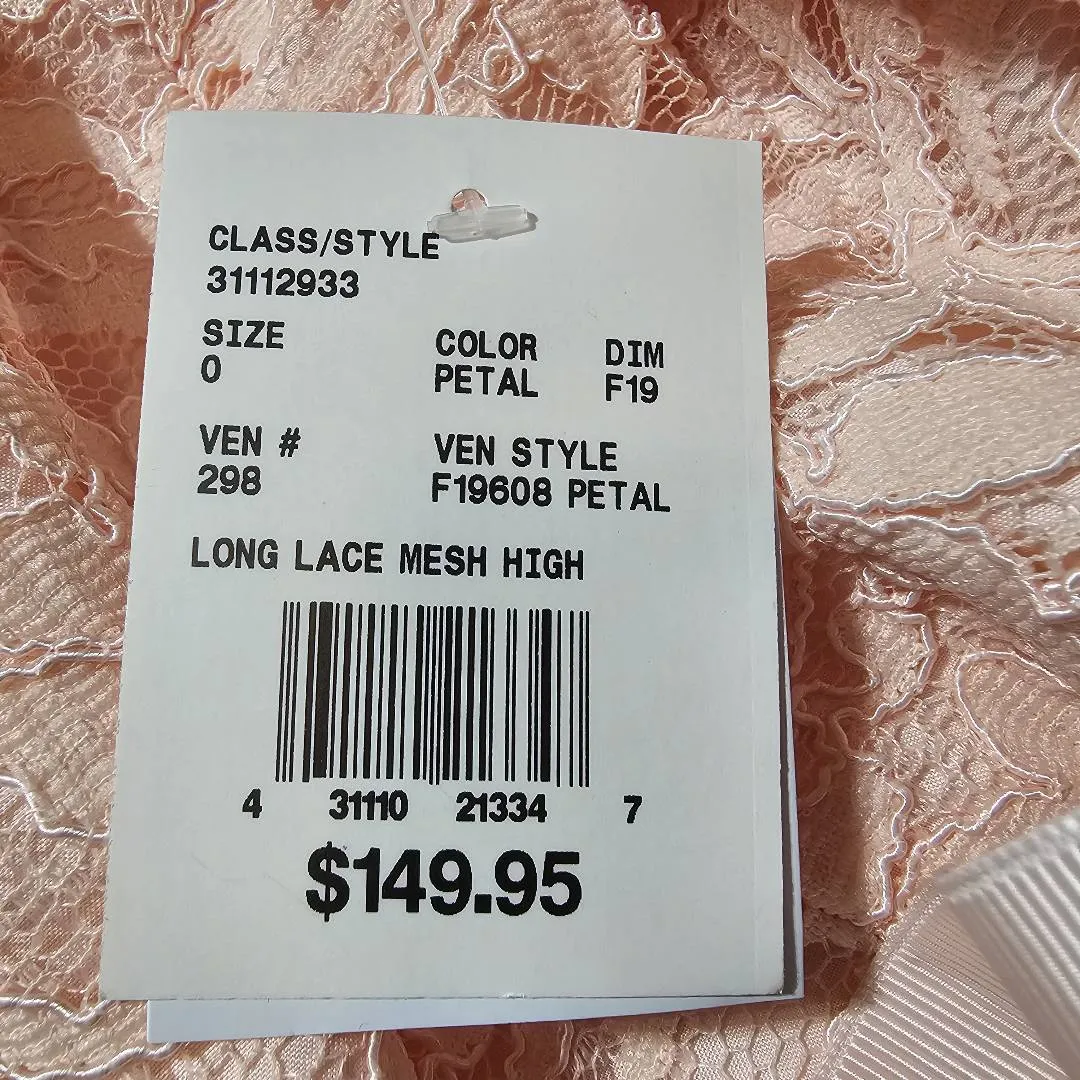 CLASS/STYLE
31112933
SIZE COLOR DIM
0 PETAL F19
VEN # VEN STYLE
298 F19608 PETAL
LONG LACE MESH HIGH
4 31110 21334 7
$149.95